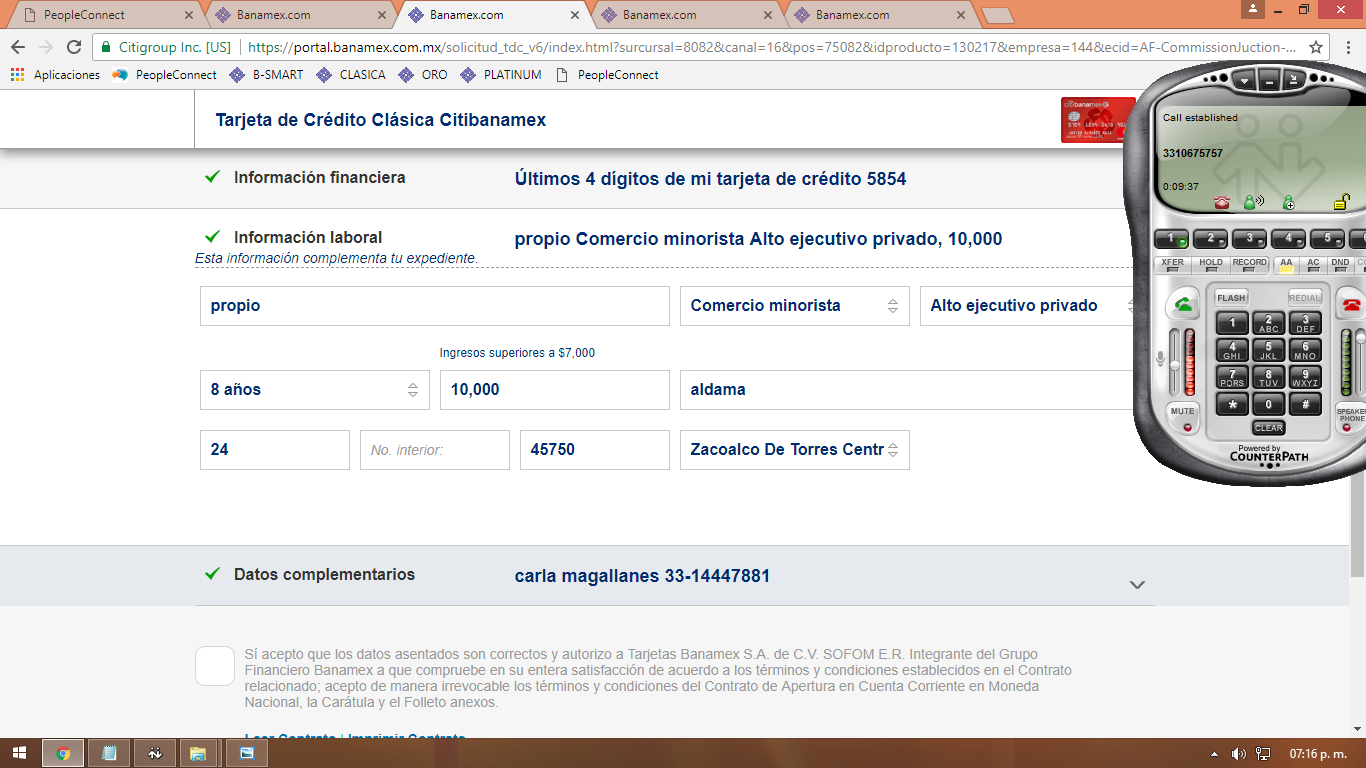 PeopleConnect
Banamex.com
Banamex.com
Banamex.com
Banamex.com
Citigroup Inc. [US]
https://portal.banamex.com.mx/solicitud_tdc_v6/index.html?surcursal=8082&canal=16&pos=75082&idproducto=130217&empresa=144&ecid=AF-CommissionJuction-...
Aplicaciones
PeopleConnect
B-SMART
CLASICA
ORO
PLATINUM
PeopleConnect
Tarjeta de Crédito Clásica Citibanamex
citibanamex
Información financiera
Últimos 4 dígitos de mi tarjeta de crédito 5854
Información laboral
propio Comercio minorista Alto ejecutivo privado, 10,000
Esta información complementa tu expediente.
propio
Comercio minorista
Alto ejecutivo privado
Ingresos superiores a $7,000
8 años
10,000
aldama
24
No. interior:
45750
Zacoalco De Torres Centr
Datos complementarios
carla magallanes 33-14447881
Sí acepto que los datos asentados son correctos y autorizo a Tarjetas Banamex S.A. de C.V. SOFOM E.R. Integrante del Grupo
Financiero Banamex a que compruebe en su entera satisfacción de acuerdo a los términos y condiciones establecidos en el Contrato
relacionado; acepto de manera irrevocable los términos y condiciones del Contrato de Apertura en Cuenta Corriente en Moneda
Nacional, la Carátula y el Folleto anexos.
Leer Contrato | Imprimir Contrato
Call established
3310675757
0:09:37
1 2 3 4 5
XFER HOLD RECORD AA AC DND
FLASH REDIAL
1 2 ABC 3 DEF
4 GHI 5 JKL 6 MNO
7 PQRS 8 TUV 9 WXYZ
* 0 #
MUTE
CLEAR
SPEAKER
PHONE
Powered by
COUNTERPATH
07:16 p. m.